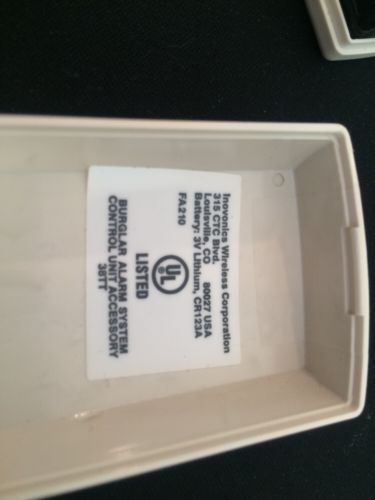 Inovonics Wireless Corporation
315 CTC Blvd.
Louisville, CO 80027 USA
Battery: 3V Lithium, CR123A
FA210
UL
LISTED
BURGLAR ALARM SYSTEM
CONTROL UNIT ACCESSORY
38TT